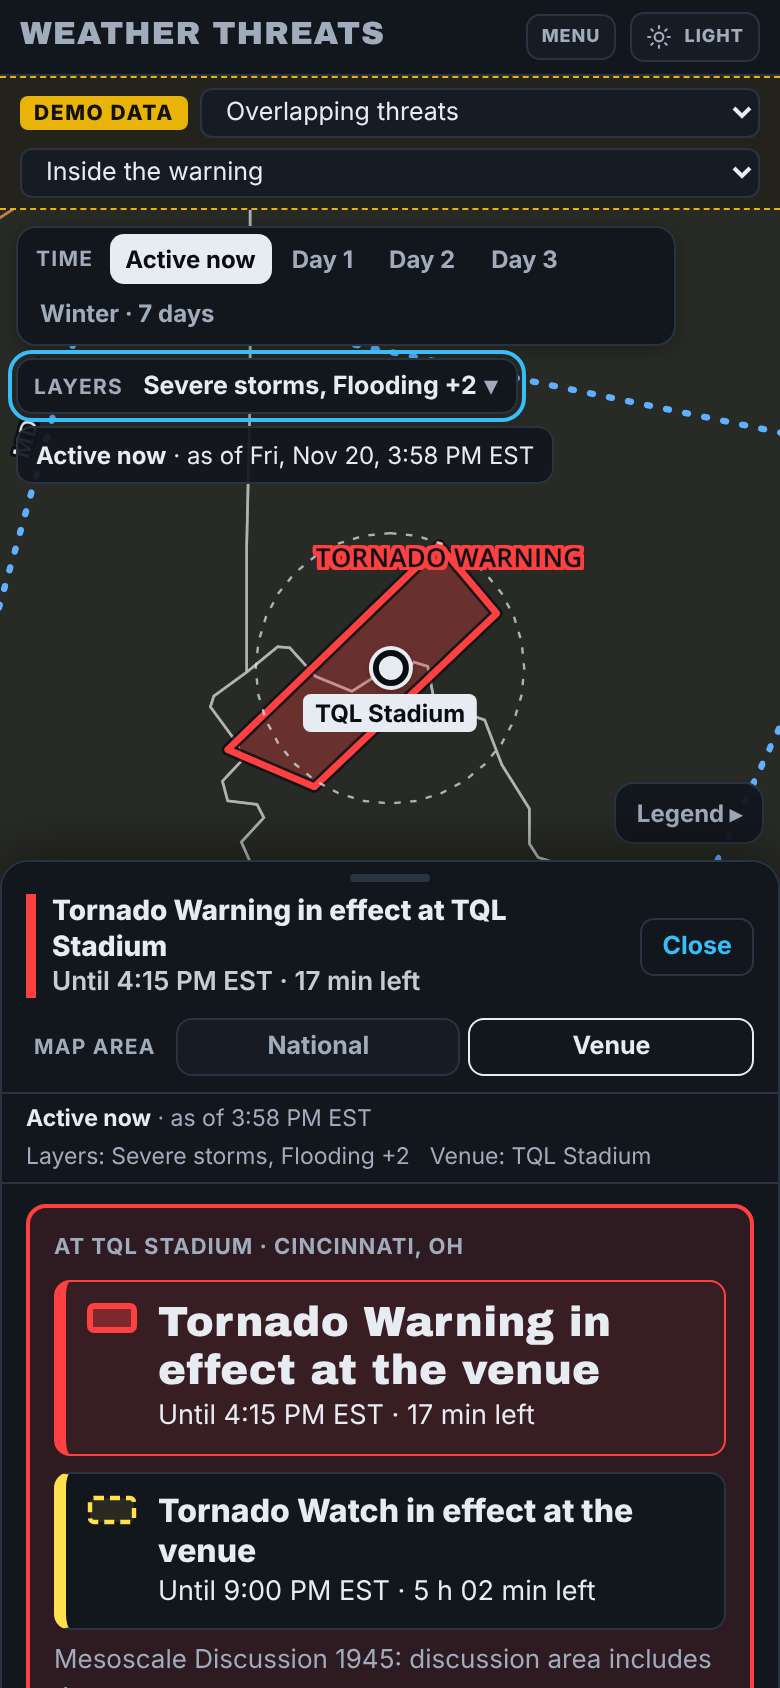 WEATHER THREATS
MENU
LIGHT
DEMO DATA
Overlapping threats
Inside the warning
TIME
Active now
Day 1
Day 2
Day 3
Winter · 7 days
LAYERS
Severe storms, Flooding +2 ▾
MD
Active now · as of Fri, Nov 20, 3:58 PM EST
TORNADO WARNING
TQL Stadium
Legend ▸
Tornado Warning in effect at TQL
Stadium
Until 4:15 PM EST · 17 min left
Close
MAP AREA
National
Venue
Active now · as of 3:58 PM EST
Layers: Severe storms, Flooding +2 Venue: TQL Stadium
AT TQL STADIUM · CINCINNATI, OH
Tornado Warning in
effect at the venue
Until 4:15 PM EST · 17 min left
Tornado Watch in effect at the
venue
Until 9:00 PM EST · 5 h 02 min left
Mesoscale Discussion 1945: discussion area includes